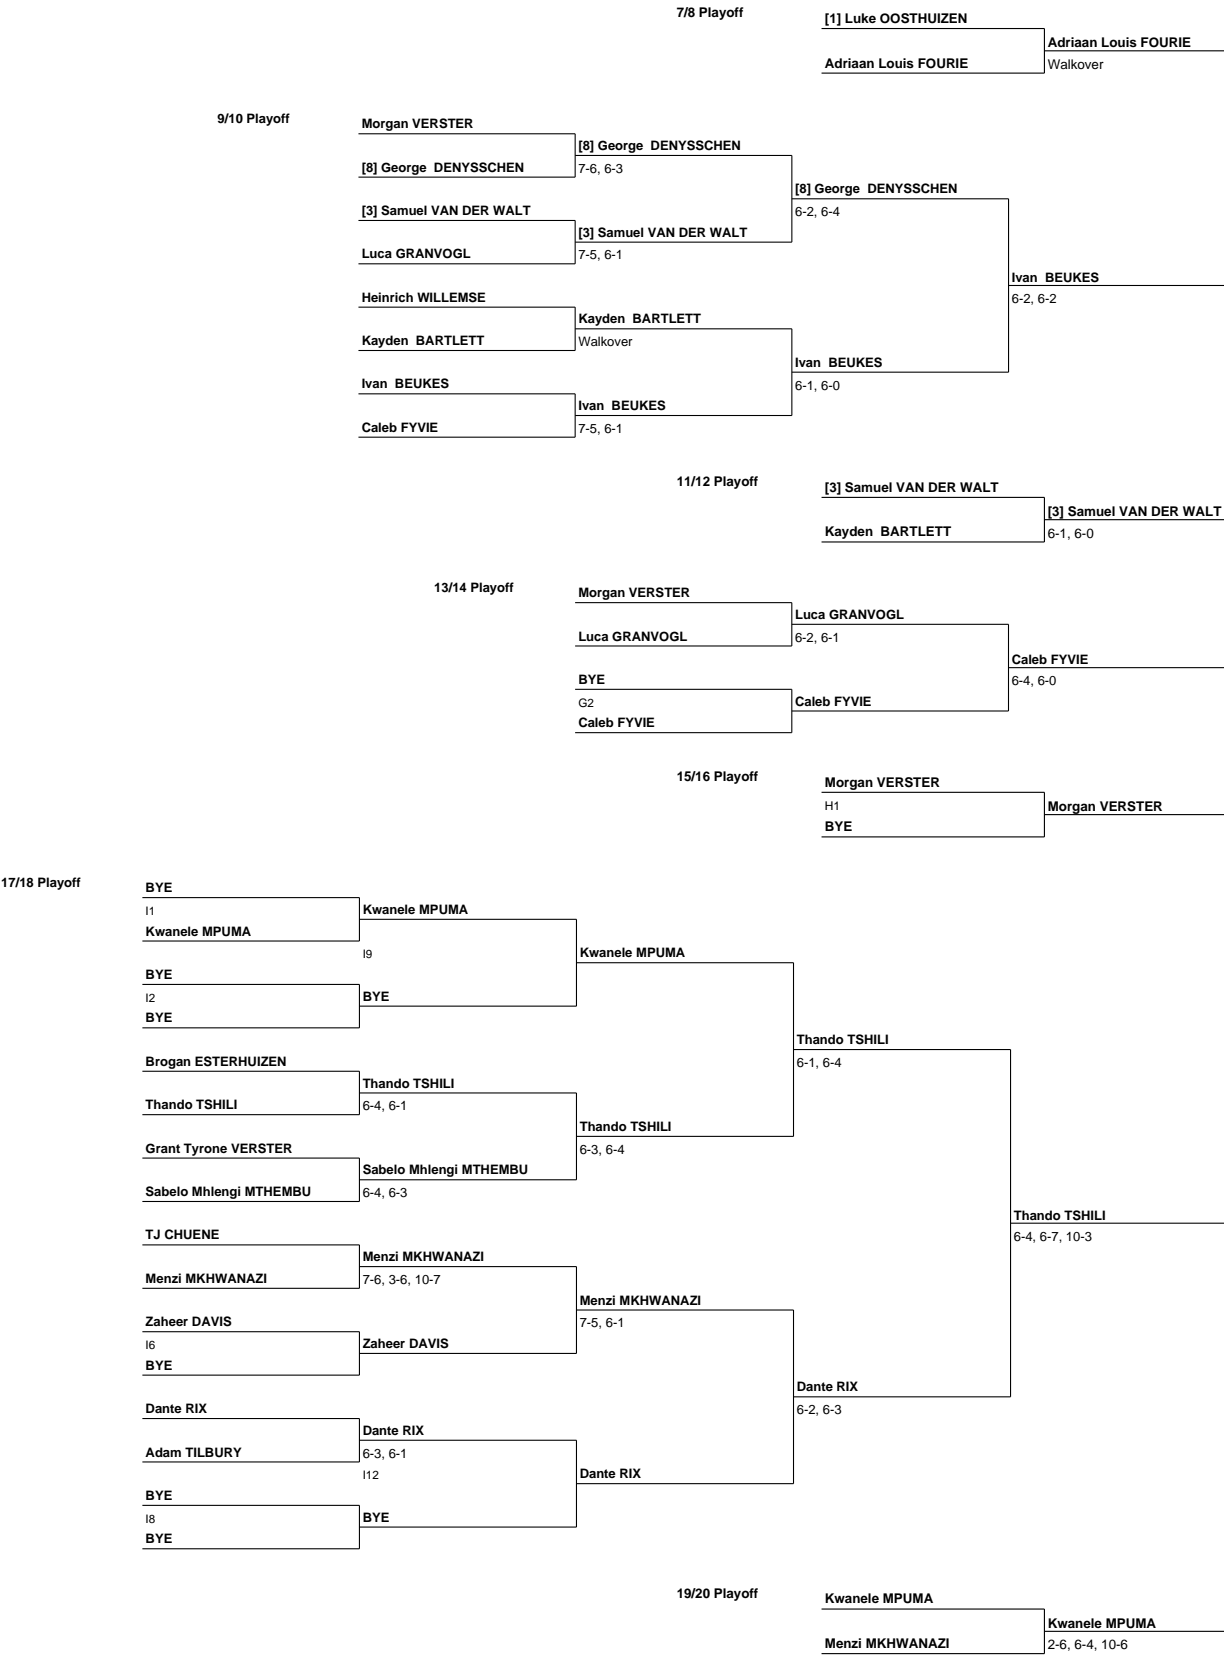 7/8 Playoff
[1] Luke OOSTHUIZEN
Adriaan Louis FOURIE
Adriaan Louis FOURIE
Walkover
9/10 Playoff
Morgan VERSTER
[8] George DENYSSCHEN
[8] George DENYSSCHEN
7-6, 6-3
[8] George DENYSSCHEN
6-2, 6-4
[3] Samuel VAN DER WALT
[3] Samuel VAN DER WALT
Luca GRANVOGL
7-5, 6-1
Ivan BEUKES
6-2, 6-2
Heinrich WILLEMSE
Kayden BARTLETT
Kayden BARTLETT
Walkover
Ivan BEUKES
6-1, 6-0
Ivan BEUKES
Ivan BEUKES
Caleb FYVIE
7-5, 6-1
11/12 Playoff
[3] Samuel VAN DER WALT
[3] Samuel VAN DER WALT
Kayden BARTLETT
6-1, 6-0
13/14 Playoff
Morgan VERSTER
Luca GRANVOGL
Luca GRANVOGL
6-2, 6-1
Caleb FYVIE
6-4, 6-0
BYE
G2
Caleb FYVIE
Caleb FYVIE
15/16 Playoff
Morgan VERSTER
H1
Morgan VERSTER
BYE
17/18 Playoff
BYE
I1
Kwanele MPUMA
Kwanele MPUMA
I9
Kwanele MPUMA
BYE
I2
BYE
BYE
Thando TSHILI
6-1, 6-4
Brogan ESTERHUIZEN
Thando TSHILI
Thando TSHILI
6-4, 6-1
Thando TSHILI
6-3, 6-4
Grant Tyrone VERSTER
Sabelo Mhlengi MTHEMBU
Sabelo Mhlengi MTHEMBU
6-4, 6-3
Thando TSHILI
6-4, 6-7, 10-3
TJ CHUENE
Menzi MKHWANAZI
Menzi MKHWANAZI
7-6, 3-6, 10-7
Menzi MKHWANAZI
7-5, 6-1
Zaheer DAVIS
I6
Zaheer DAVIS
BYE
Dante RIX
6-2, 6-3
Dante RIX
Dante RIX
Adam TILBURY
6-3, 6-1
I12
Dante RIX
BYE
I8
BYE
BYE
19/20 Playoff
Kwanele MPUMA
Kwanele MPUMA
Menzi MKHWANAZI
2-6, 6-4, 10-6